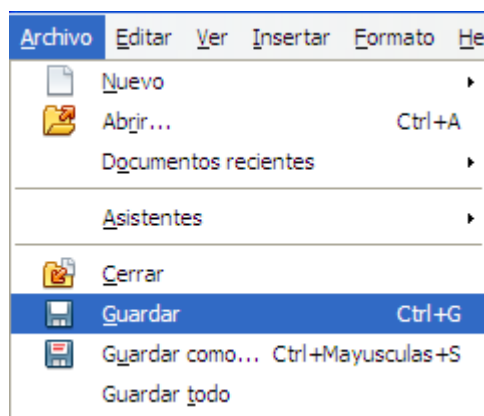 Archivo Editar Ver Insertar Formato He
Nuevo
Abrir... Ctrl+A
Documentos recientes
Asistentes
Cerrar
Guardar Ctrl+G
Guardar como... Ctrl+Mayusculas+S
Guardar todo